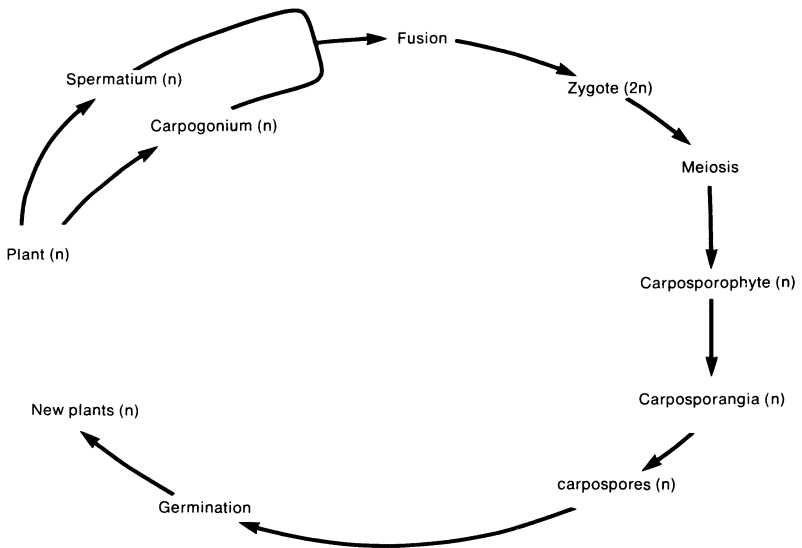 Fusion
Spermatium (n)
Zygote (2n)
Carpogonium (n)
Meiosis
Plant (n)
Carposporophyte (n)
Carposporangia (n)
New plants (n)
carpospores (n)
Germination